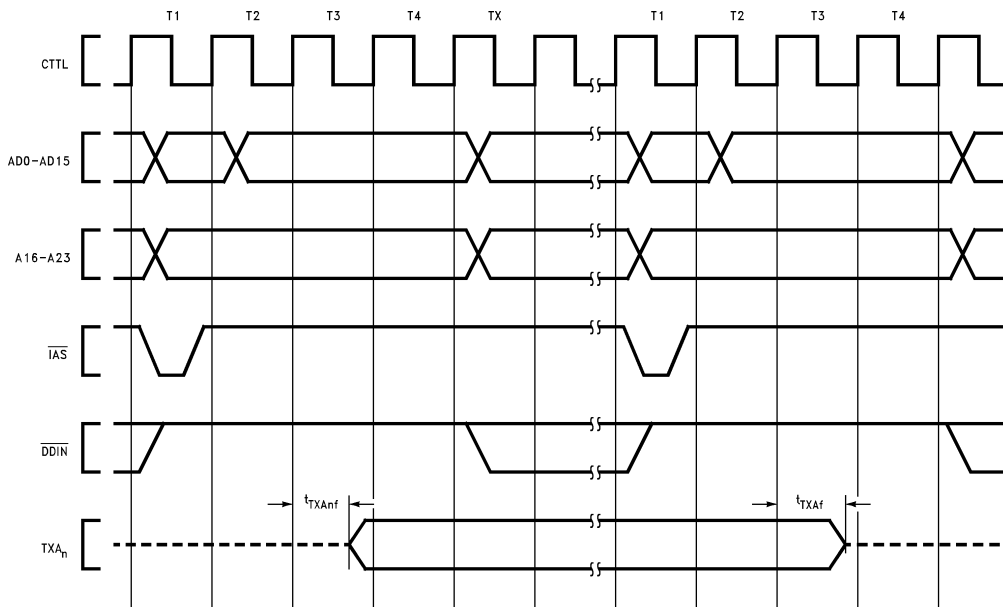 T1 T2 T3 T4 TX T1 T2 T3 T4
CTTL
AD0-AD15
A16-A23
IAS
DDIN
tTXAnf tTXAf
TXAn